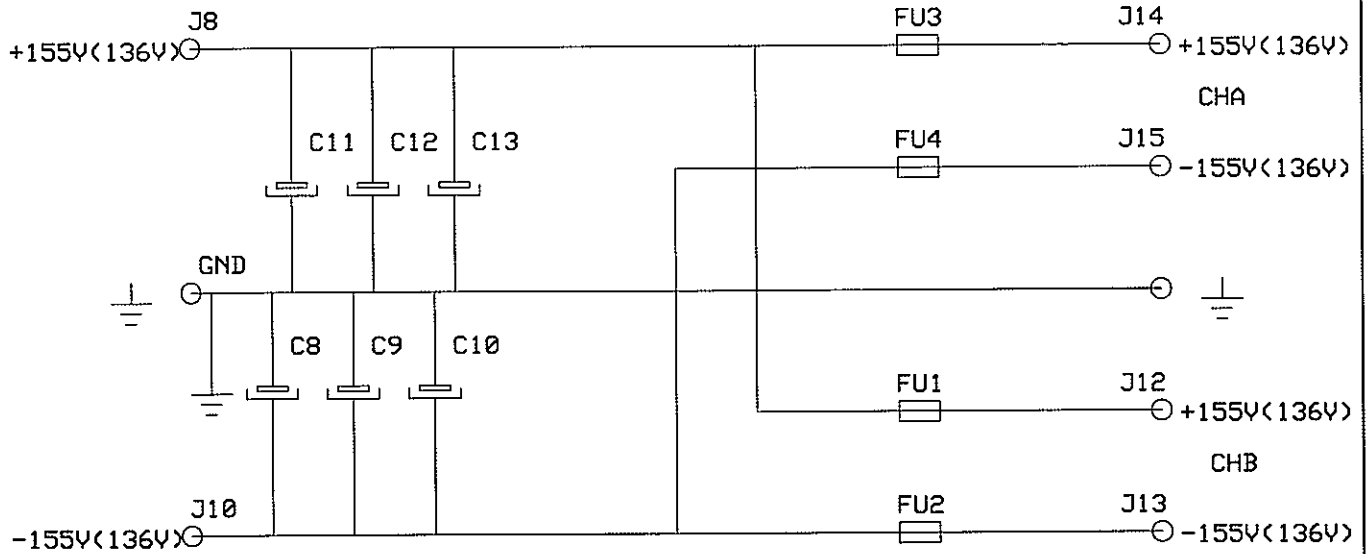 J8 FU3 J14
+155V(136V) +155V(136V)
CHA
C11 C12 C13 FU4 J15
-155V(136V)
GND
C8 C9 C10
FU1 J12
+155V(136V)
CHB
J10 FU2 J13
-155V(136V) -155V(136V)